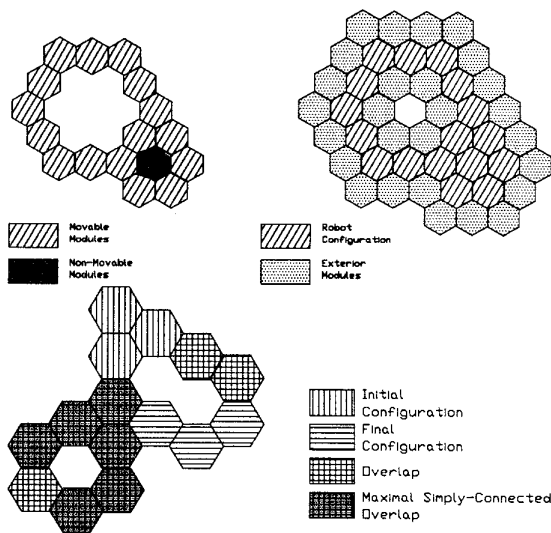 Movable
Modules
Non-Movable
Modules
Robot
Configuration
Exterior
Modules
Initial
Configuration
Final
Configuration
Overlap
Maximal Simply-Connected
Overlap